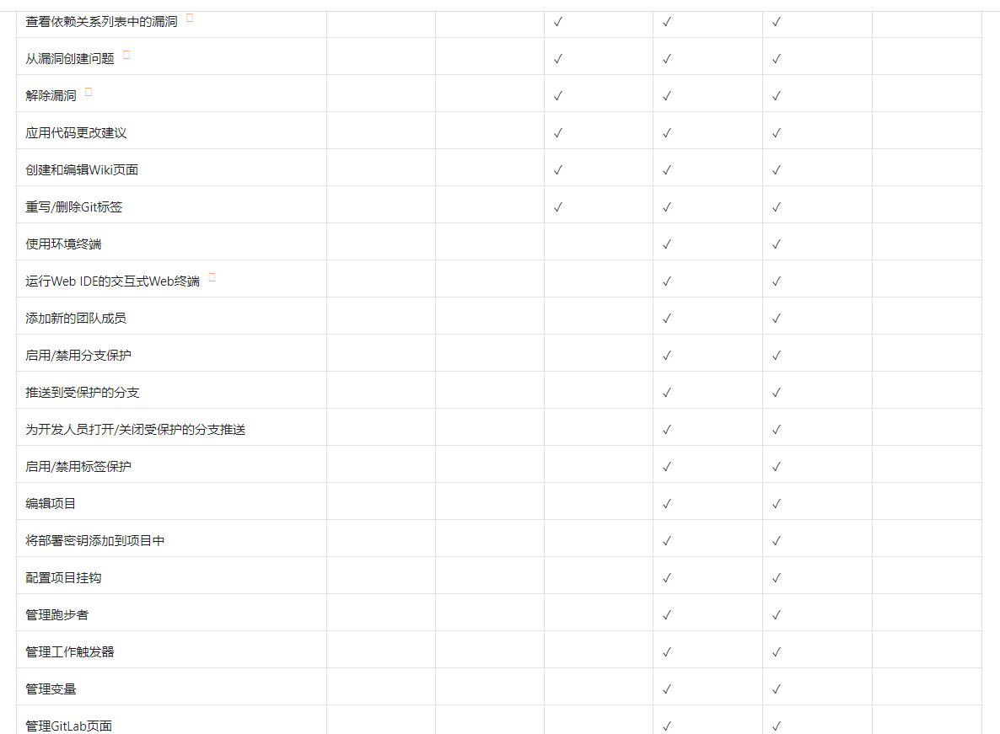 查看依赖关系列表中的漏洞 ✓ ✓ ✓
从漏洞创建问题 ✓ ✓ ✓
解除漏洞 ✓ ✓ ✓
应用代码更改建议 ✓ ✓ ✓
创建和编辑Wiki页面 ✓ ✓ ✓
重写/删除Git标签 ✓ ✓ ✓
使用环境终端 ✓ ✓
运行Web IDE的交互式Web终端 ✓ ✓
添加新的团队成员 ✓ ✓
启用/禁用分支保护 ✓ ✓
推送到受保护的分支 ✓ ✓
为开发人员打开/关闭受保护的分支推送 ✓ ✓
启用/禁用标签保护 ✓ ✓
编辑项目 ✓ ✓
将部署密钥添加到项目中 ✓ ✓
配置项目挂钩 ✓ ✓
管理跑步者 ✓ ✓
管理工作触发器 ✓ ✓
管理变量 ✓ ✓
管理GitLab页面 ✓ ✓